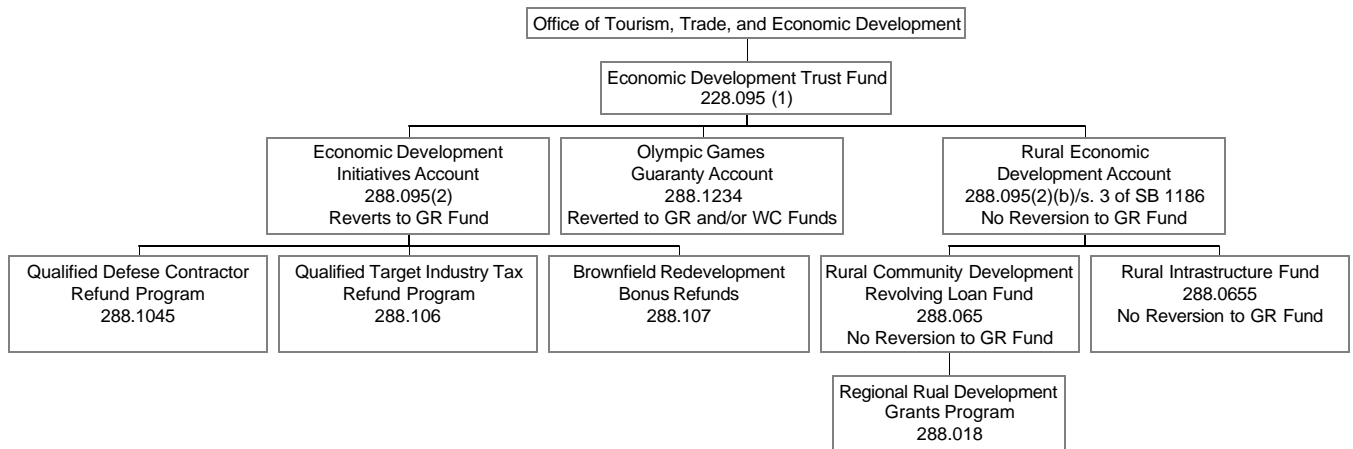 Office of Tourism, Trade, and Economic Development
Economic Development Trust Fund
228.095 (1)
Economic Development
Initiatives Account
288.095(2)
Reverts to GR Fund
Olympic Games
Guaranty Account
288.1234
Reverted to GR and/or WC Funds
Rural Economic
Development Account
288.095(2)(b)/s. 3 of SB 1186
No Reversion to GR Fund
Qualified Defese Contractor
Refund Program
288.1045
Qualified Target Industry Tax
Refund Program
288.106
Brownfield Redevelopment
Bonus Refunds
288.107
Rural Community Development
Revolving Loan Fund
288.065
No Reversion to GR Fund
Rural Intrastructure Fund
288.0655
No Reversion to GR Fund
Regional Rual Development
Grants Program
288.018